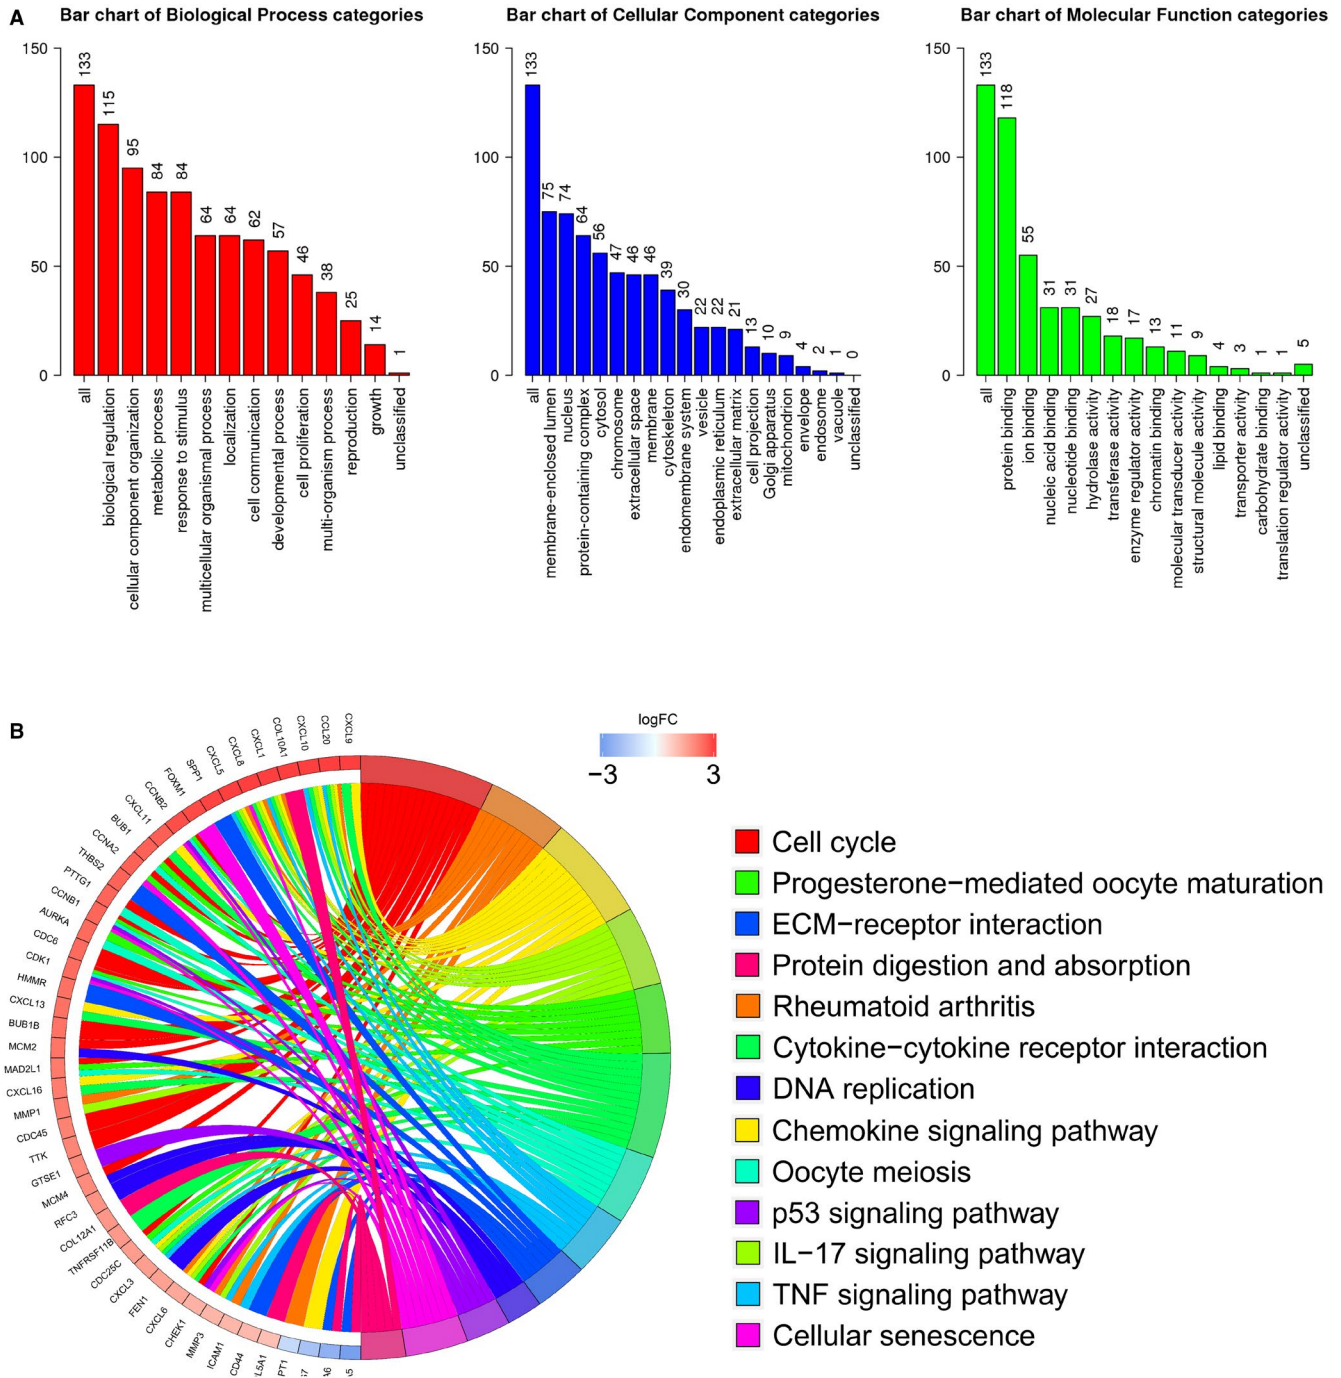 A
Bar chart of Biological Process categories
150
100
50
0
133
115
95
84
84
64
64
62
57
46
38
25
14
1
all
biological regulation
cellular component organization
metabolic process
response to stimulus
multicellular organismal process
localization
cell communication
developmental process
cell proliferation
multi-organism process
reproduction
growth
unclassified
Bar chart of Cellular Component categories
150
100
50
0
133
75
74
64
56
47
46
46
39
30
22
22
21
13
10
9
4
2
1
0
all
membrane-enclosed lumen
nucleus
protein-containing complex
cytosol
chromosome
extracellular space
membrane
cytoskeleton
endomembrane system
vesicle
endoplasmic reticulum
extracellular matrix
cell projection
Golgi apparatus
mitochondrion
envelope
endosome
vacuole
unclassified
Bar chart of Molecular Function categories
150
100
50
0
133
118
55
31
31
27
18
17
13
11
9
4
3
1
1
5
all
protein binding
ion binding
nucleic acid binding
nucleotide binding
hydrolase activity
transferase activity
enzyme regulator activity
chromatin binding
molecular transducer activity
structural molecule activity
lipid binding
transporter activity
carbohydrate binding
translation regulator activity
unclassified
B
logFC
−3
3
CXCL9
CCL20
CXCL10
COL10A1
CXCL1
CXCL8
CXCL5
SPP1
FOXM1
CCNB2
CXCL11
BUB1
CCNA2
THBS2
PTTG1
CCNB1
AURKA
CDC6
CDK1
HMMR
CXCL13
BUB1B
MCM2
MAD2L1
CXCL16
MMP1
CDC45
TTK
GTSE1
MCM4
RFC3
COL12A1
TNFRSF11B
CDC25C
CXCL3
FEN1
CXCL6
CHEK1
MMP3
ICAM1
CD44
L5A1
PT1
57
A6
A5
Cell cycle
Progesterone−mediated oocyte maturation
ECM−receptor interaction
Protein digestion and absorption
Rheumatoid arthritis
Cytokine−cytokine receptor interaction
DNA replication
Chemokine signaling pathway
Oocyte meiosis
p53 signaling pathway
IL−17 signaling pathway
TNF signaling pathway
Cellular senescence